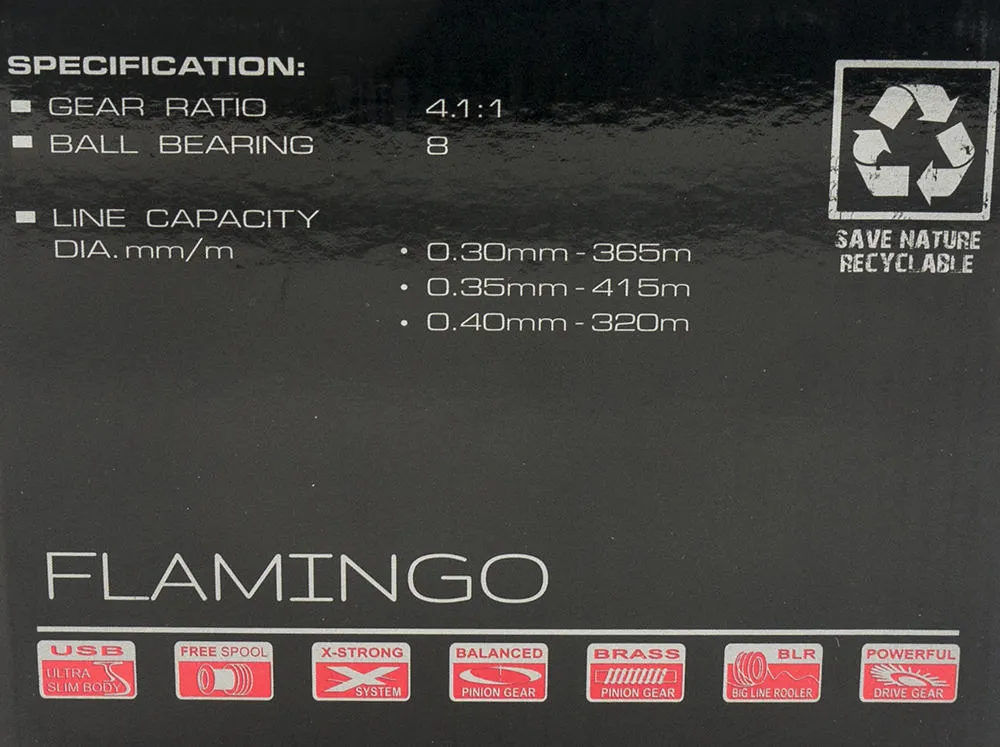 SPECIFICATION:
GEAR RATIO 4.1:1
BALL BEARING 8
LINE CAPACITY
DIA. mm/m
• 0.30mm - 365m
• 0.35mm - 415m
• 0.40mm - 320m
SAVE NATURE
RECYCLABLE
FLAMINGO
USB
ULTRA
SLIM BODY
FREE SPOOL
X-STRONG
X
SYSTEM
BALANCED
PINION GEAR
BRASS
PINION GEAR
BLR
BIG LINE ROOLER
POWERFUL
DRIVE GEAR